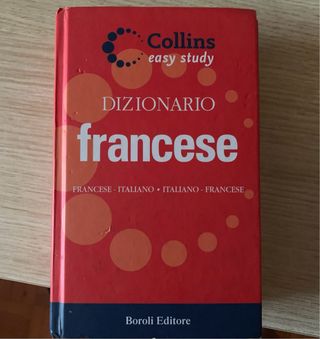 Collins
easy study
DIZIONARIO
francese
FRANCESE - ITALIANO • ITALIANO - FRANCESE
Boroli Editore